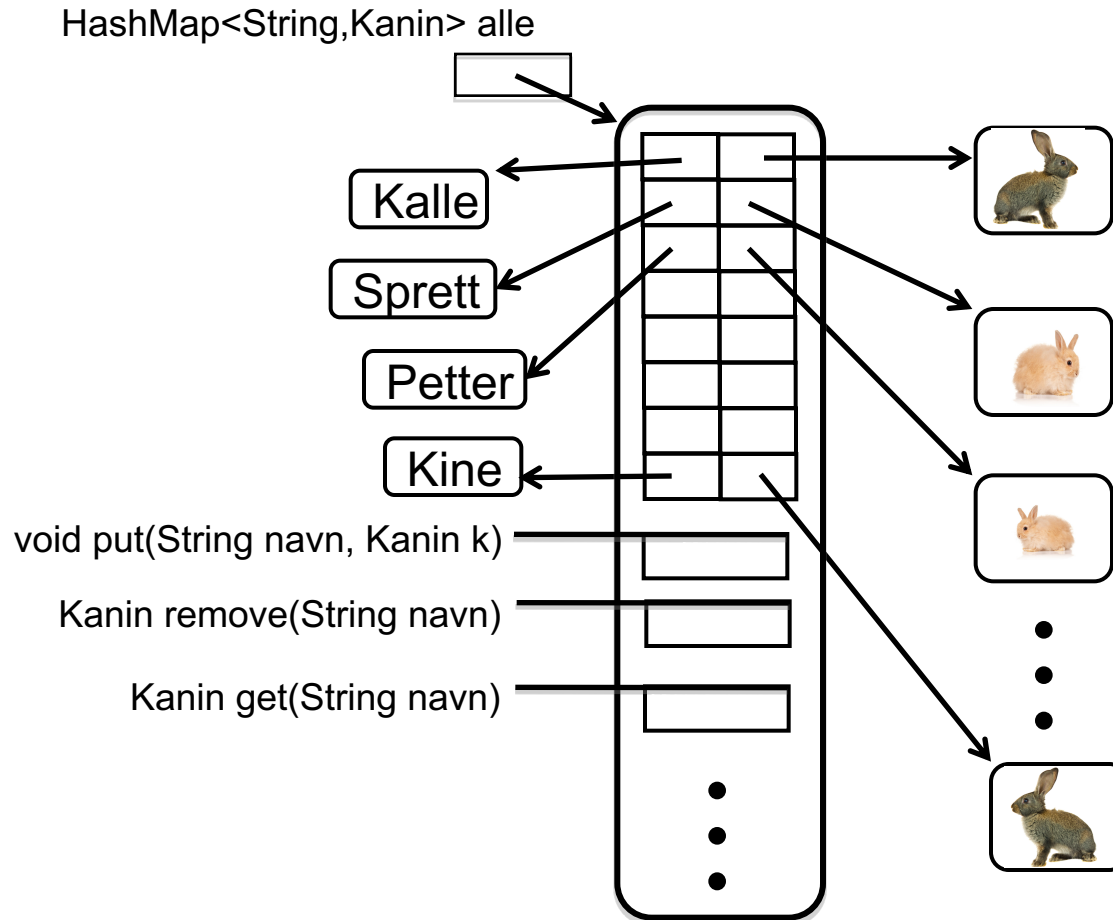 HashMap<String,Kanin> alle
Kalle
Sprett
Petter
Kine
void put(String navn, Kanin k)
Kanin remove(String navn)
Kanin get(String navn)